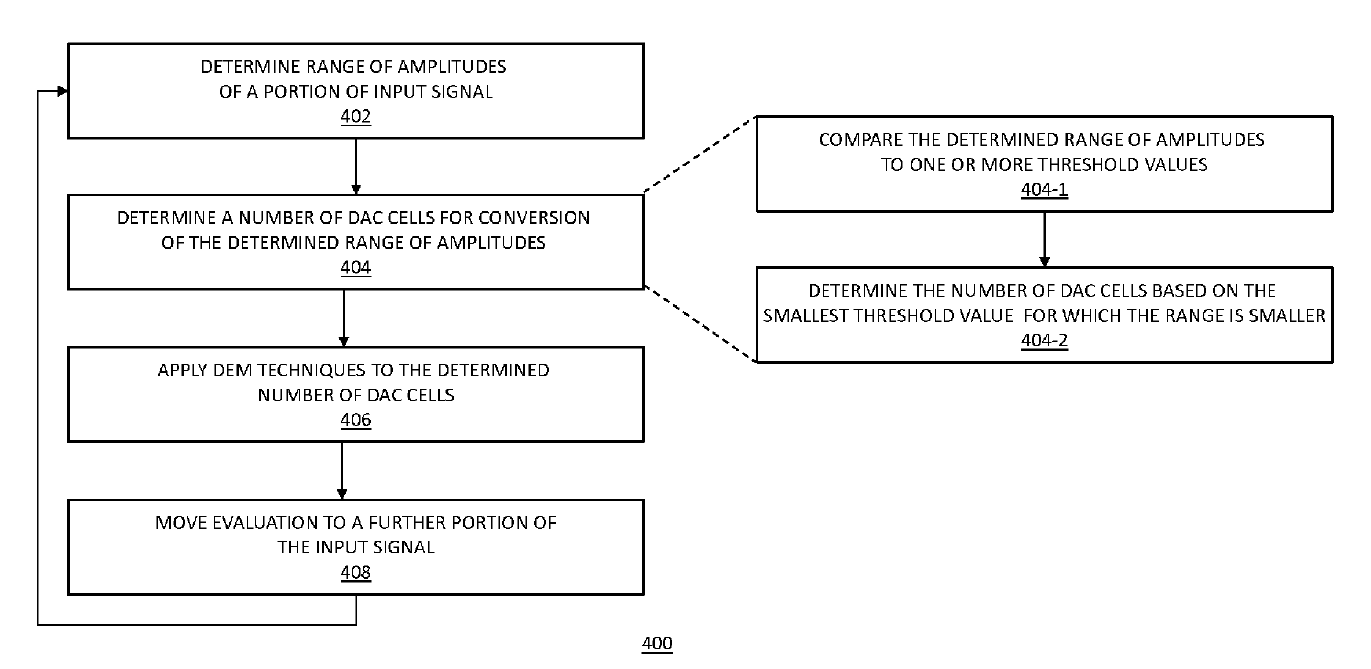 DETERMINE RANGE OF AMPLITUDES
OF A PORTION OF INPUT SIGNAL
402
DETERMINE A NUMBER OF DAC CELLS FOR CONVERSION
OF THE DETERMINED RANGE OF AMPLITUDES
404
COMPARE THE DETERMINED RANGE OF AMPLITUDES
TO ONE OR MORE THRESHOLD VALUES
404-1
DETERMINE THE NUMBER OF DAC CELLS BASED ON THE
SMALLEST THRESHOLD VALUE FOR WHICH THE RANGE IS SMALLER
404-2
APPLY DEM TECHNIQUES TO THE DETERMINED
NUMBER OF DAC CELLS
406
MOVE EVALUATION TO A FURTHER PORTION OF
THE INPUT SIGNAL
408
400